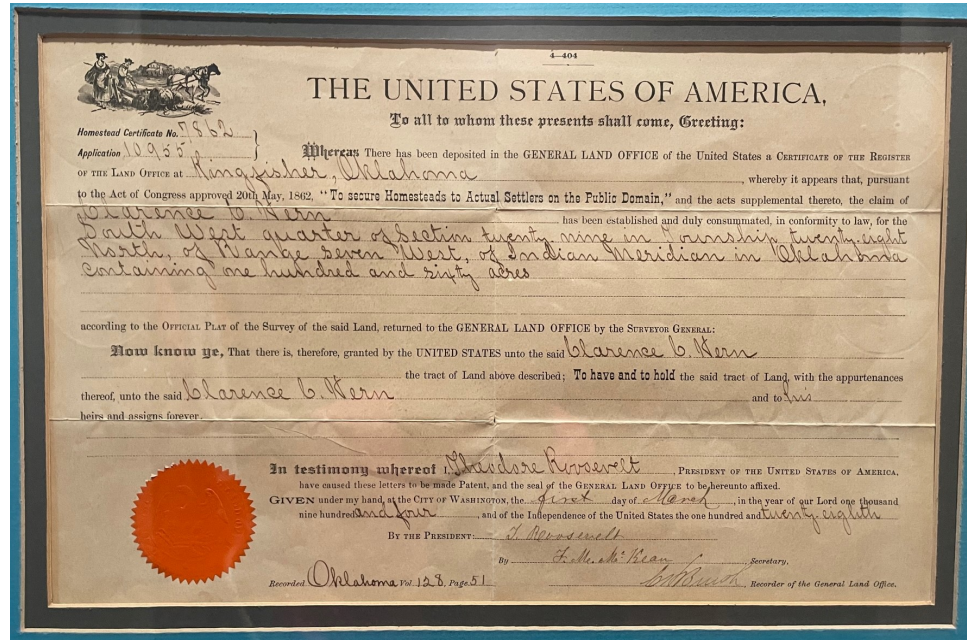 4—404
THE UNITED STATES OF AMERICA,
To all to whom these presents shall come, Greeting:
Homestead Certificate No. 7862
Application 10955
Whereas There has been deposited in the GENERAL LAND OFFICE of the United States a CERTIFICATE OF THE REGISTER
OF THE LAND OFFICE at Kingfisher, Oklahoma, whereby it appears that, pursuant
to the Act of Congress approved 20th May, 1862, "To secure Homesteads to Actual Settlers on the Public Domain," and the acts supplemental thereto, the claim of
Clarence C. Hern has been established and duly consummated, in conformity to law, for the
South West quarter of Section twenty nine in Township twenty-eight
North, of Range seven West, of Indian Meridian in Oklahoma
containing one hundred and sixty acres
according to the OFFICIAL PLAT of the Survey of the said Land, returned to the GENERAL LAND OFFICE by the SURVEYOR GENERAL:
Now know ye, That there is, therefore, granted by the UNITED STATES unto the said Clarence C. Hern
the tract of Land above described; To have and to hold the said tract of Land, with the appurtenances
thereof, unto the said Clarence C. Hern and to his
heirs and assigns forever.
In testimony whereof I, Theodore Roosevelt, PRESIDENT OF THE UNITED STATES OF AMERICA,
have caused these letters to be made Patent, and the seal of the GENERAL LAND OFFICE to be hereunto affixed.
GIVEN under my hand, at the CITY OF WASHINGTON, the first day of March, in the year of our Lord one thousand
nine hundred and four, and of the Independence of the United States the one hundred and twenty-eighth
BY THE PRESIDENT: T. Roosevelt
By F. M. McKean, Secretary,
Recorded Oklahoma Vol. 128, Page 51 Recorder of the General Land Office.